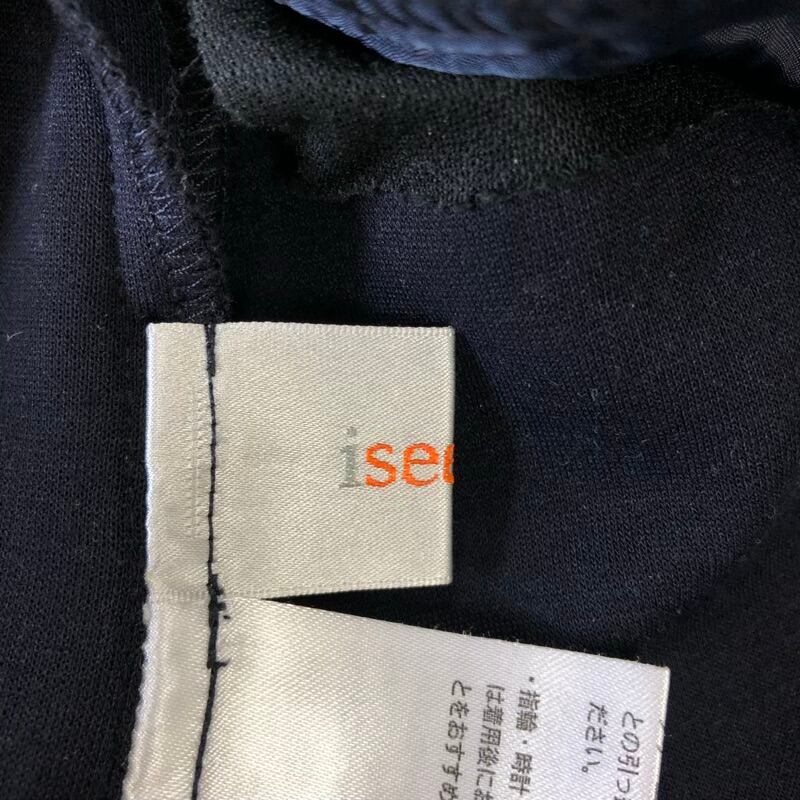 ise
との引っ
ださい。
・指輪・時計
は着用後にお
とをおすすめ